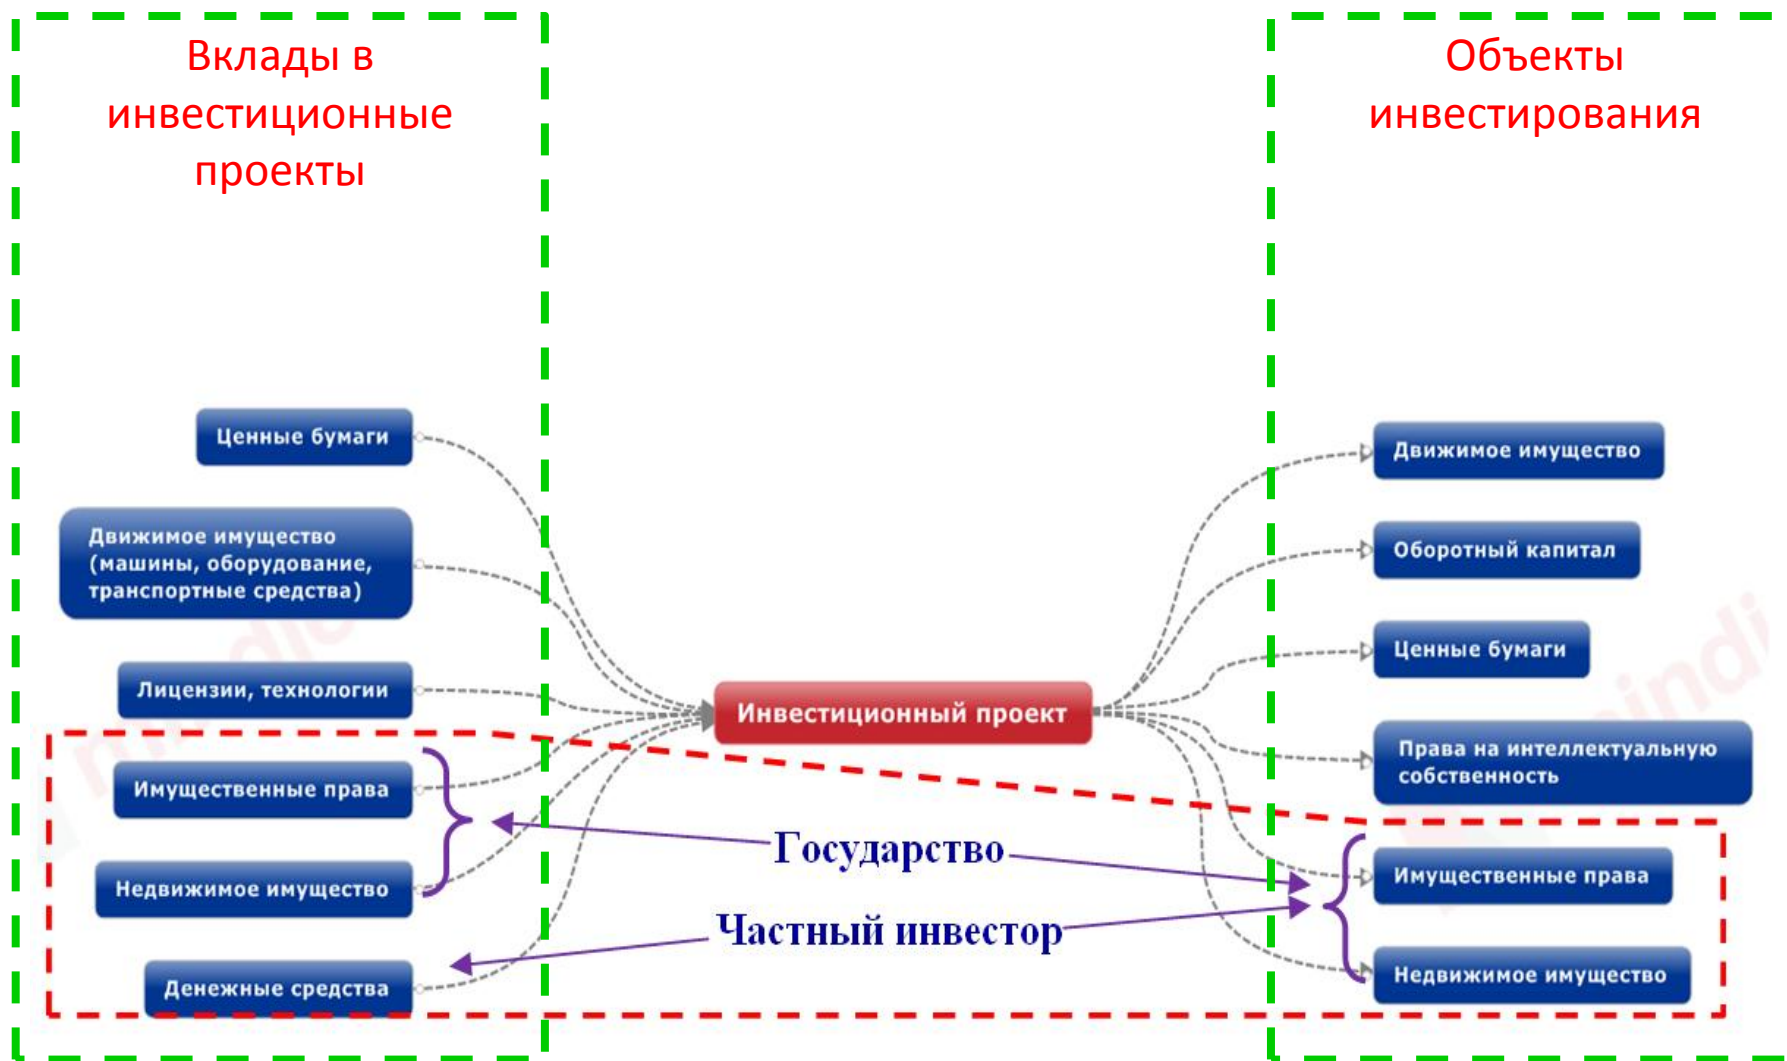 Вклады в
инвестиционные
проекты
Объекты
инвестирования
Ценные бумаги
Движимое имущество
(машины, оборудование,
транспортные средства)
Лицензии, технологии
Имущественные права
Недвижимое имущество
Денежные средства
Инвестиционный проект
Государство
Частный инвестор
Движимое имущество
Оборотный капитал
Ценные бумаги
Права на интеллектуальную
собственность
Имущественные права
Недвижимое имущество